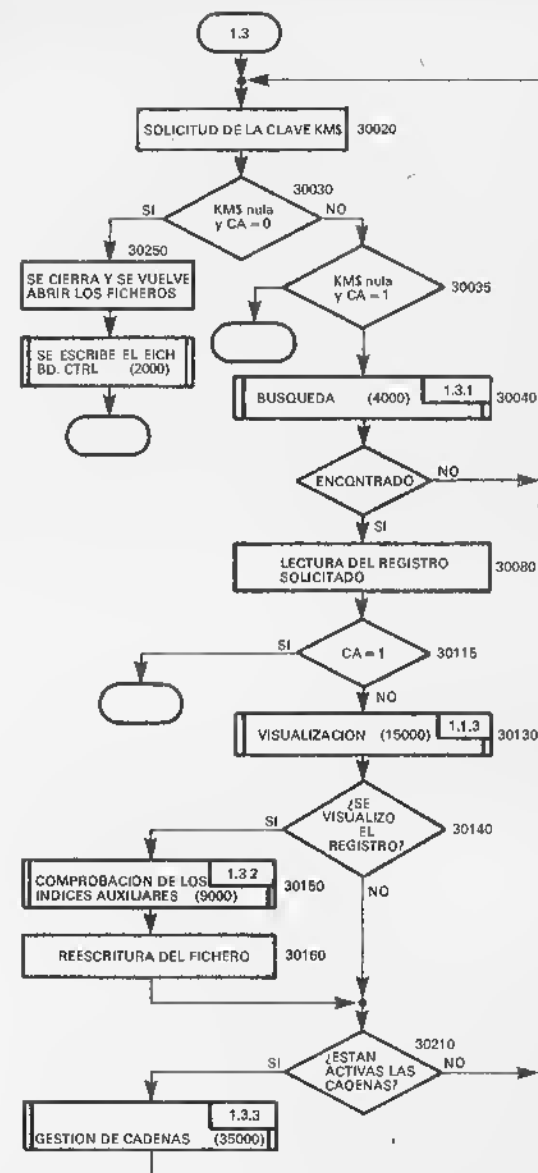 1.3
SOLICITUD DE LA CLAVE KM$
30020
30030
SI
KM$ nula
y CA = 0
NO
30250
SE CIERRA Y SE VUELVE
ABRIR LOS FICHEROS
KM$ nula
y CA = 1
30035
SE ESCRIBE EL EICH
BD. CTRL (2000)
BUSQUEDA (4000)
1.3.1
30040
ENCONTRADO
NO
SI
LECTURA DEL REGISTRO
SOLICITADO
30080
SI
CA = 1
30115
NO
VISUALIZACION (15000)
1.1.3
30130
SI
¿SE
VISUALIZO
EL
REGISTRO?
30140
NO
1.3.2
COMPROBACIÓN DE LOS
INDICES AUXILIARES (9000)
30150
REESCRITURA DEL FICHERO
30160
30210
SI
¿ESTAN
ACTIVAS LAS
CADENAS?
NO
1.3.3
GESTION DE CADENAS (35000)